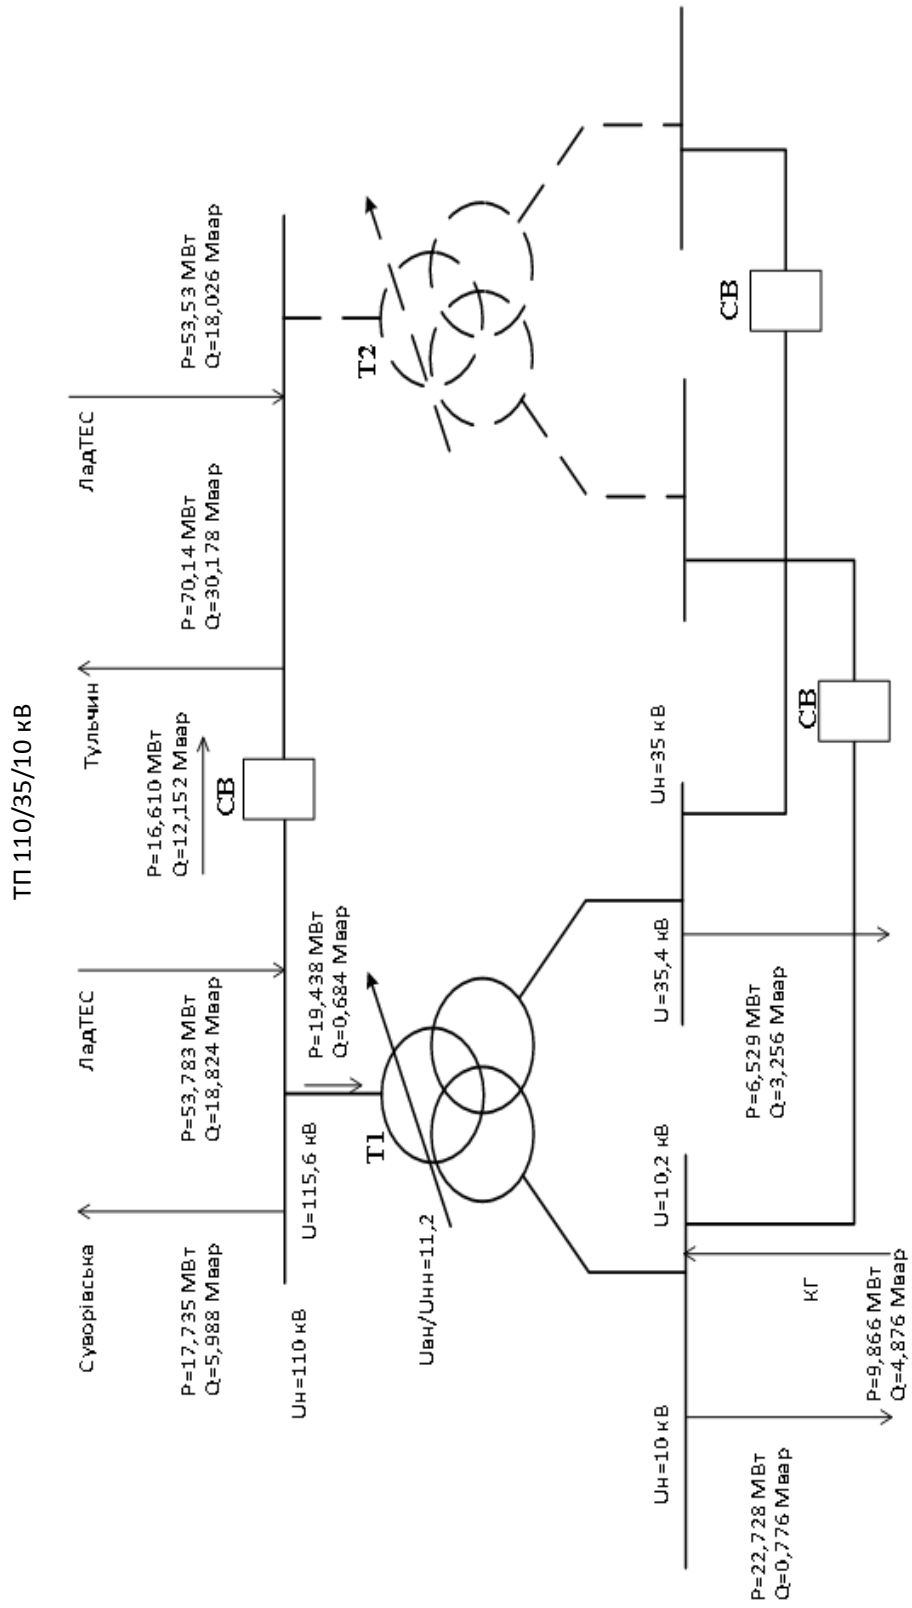 ТП 110/35/10 кВ
Суворівська
ЛадТЕС
Тульчин
ЛадТЕС
P=17,735 МВт
Q=5,988 Мвар
P=53,783 МВт
Q=18,824 Мвар
P=16,610 МВт
Q=12,152 Мвар
P=70,14 МВт
Q=30,178 Мвар
P=53,53 МВт
Q=18,026 Мвар
СВ
Uн=110 кВ
U=115,6 кВ
P=19,438 МВт
Q=0,684 Мвар
Т1
Т2
Uвн/Uнн=11,2
Uн=10 кВ
U=10,2 кВ
U=35,4 кВ
Uн=35 кВ
СВ
P=22,728 МВт
Q=0,776 Мвар
КГ
P=9,866 МВт
Q=4,876 Мвар
P=6,529 МВт
Q=3,256 Мвар
СВ